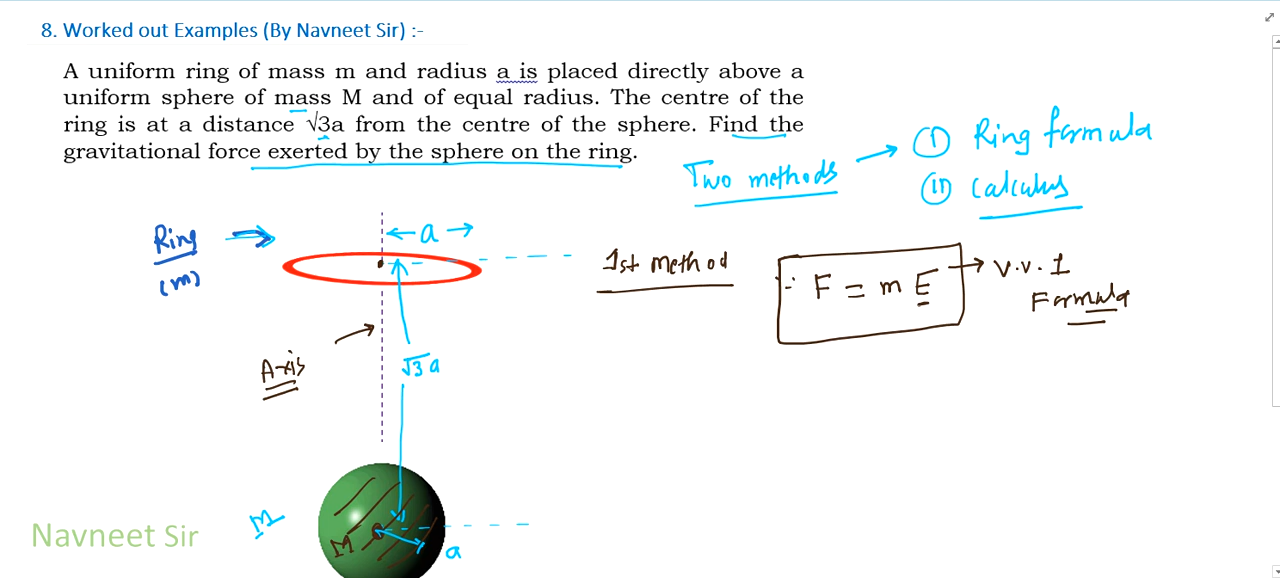 8. Worked out Examples (By Navneet Sir) :-
A uniform ring of mass m and radius a is placed directly above a
uniform sphere of mass M and of equal radius. The centre of the
ring is at a distance √3a from the centre of the sphere. Find the
gravitational force exerted by the sphere on the ring.
Two methods → (I) Ring formula
(II) Calculus
Ring
(m)
a
1st method
∵ F = m E → v.v. I
Formula
Axis
√3 a
M
M
a
Navneet Sir